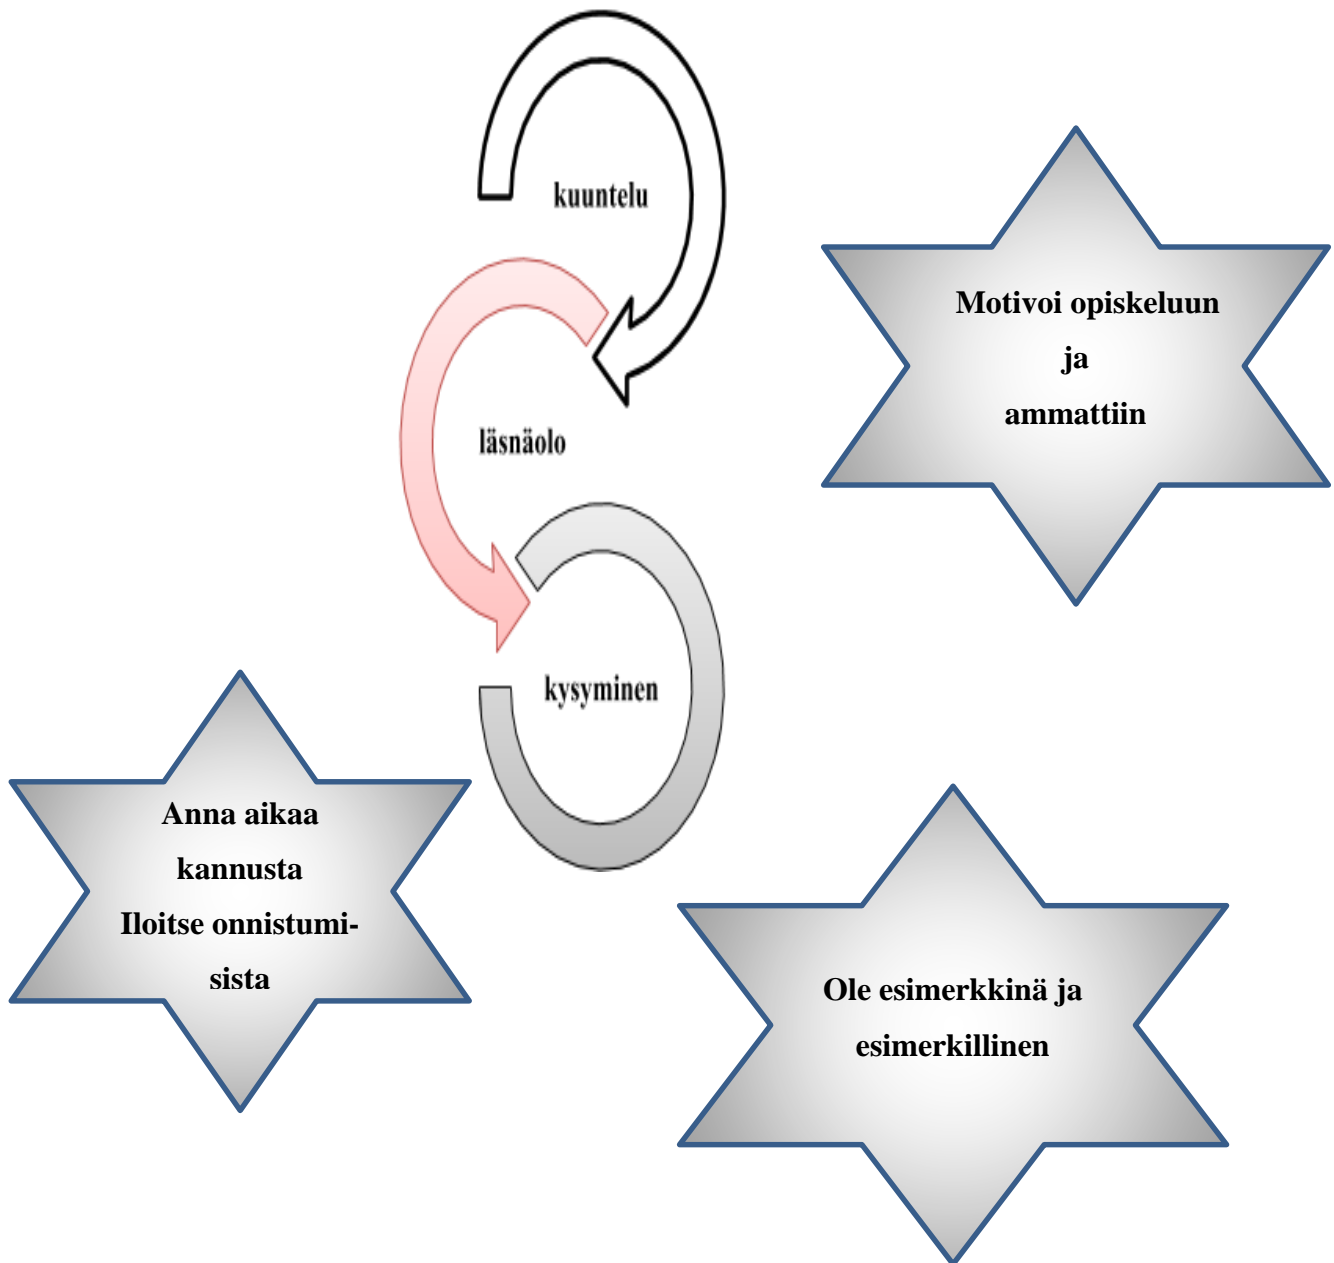 kuuntelu
Motivoi opiskeluun
ja
ammattiin
läsnäolo
kysyminen
Anna aikaa
kannusta
Iloitse onnistumi-
sista
Ole esimerkkinä ja
esimerkillinen